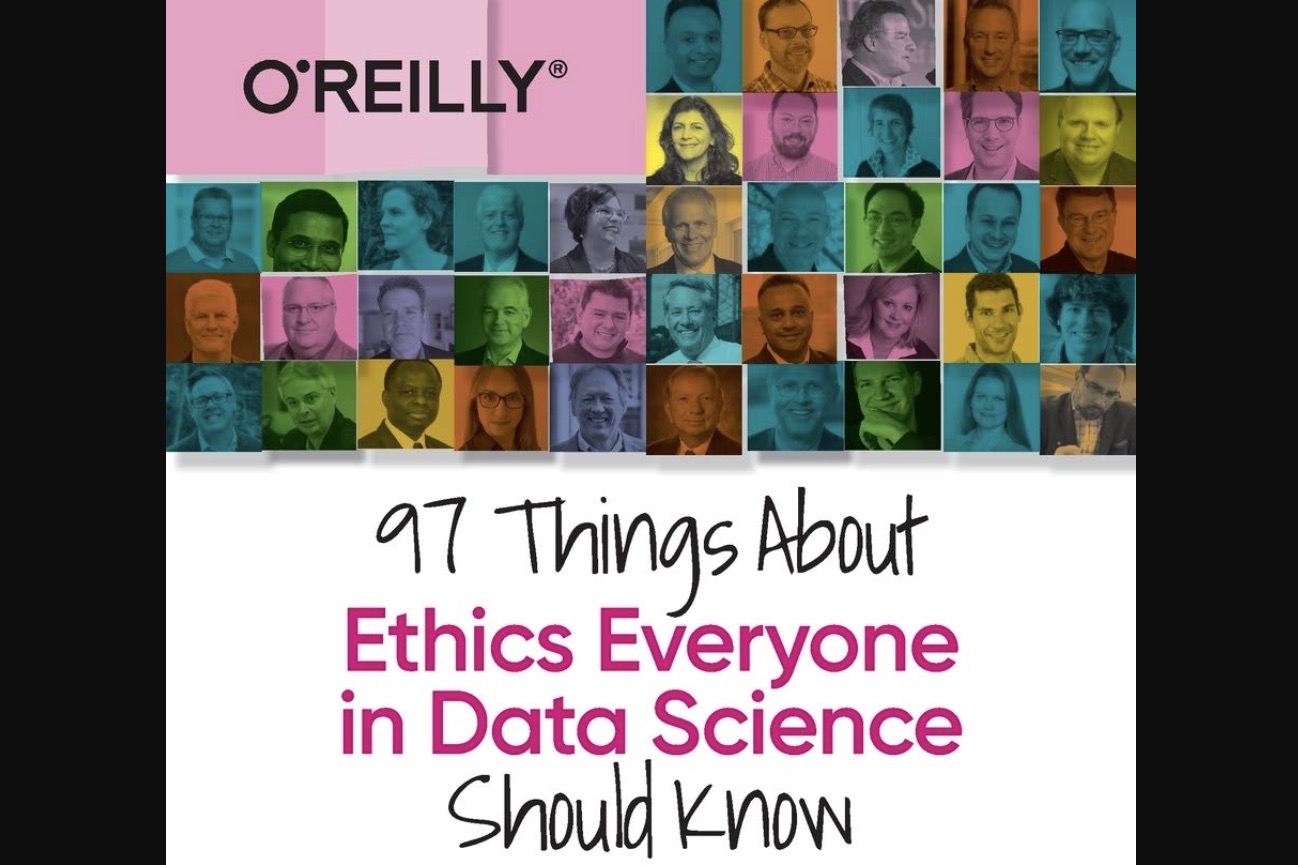 O'REILLY®
97 Things About
Ethics Everyone
in Data Science
Should Know